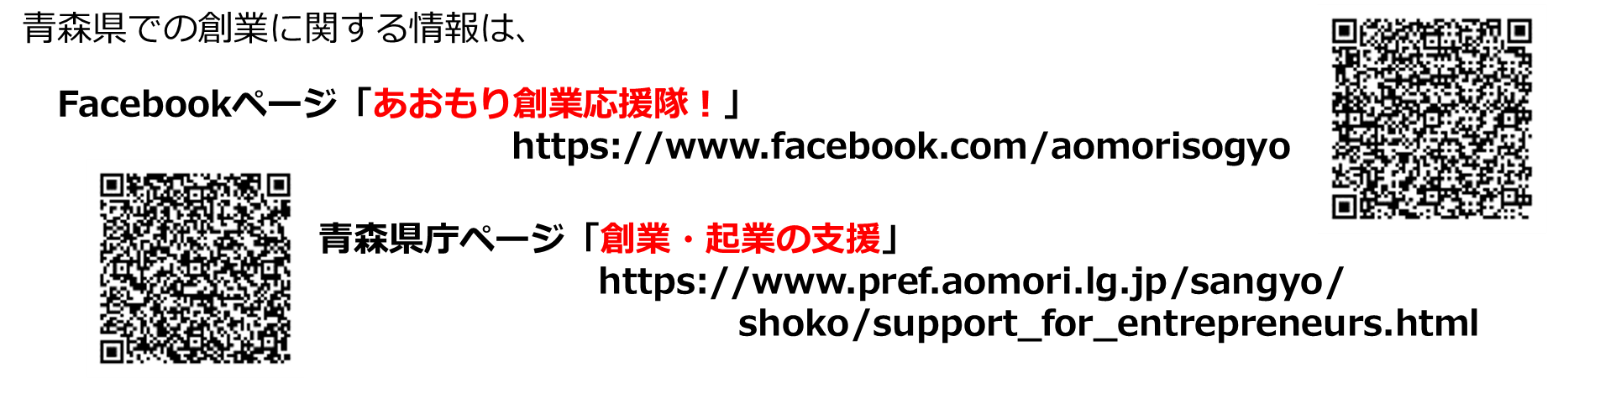 青森県での創業に関する情報は、
Facebookページ「あおもり創業応援隊！」
https://www.facebook.com/aomorisogyo
青森県庁ページ「創業・起業の支援」
https://www.pref.aomori.lg.jp/sangyo/
shoko/support_for_entrepreneurs.html